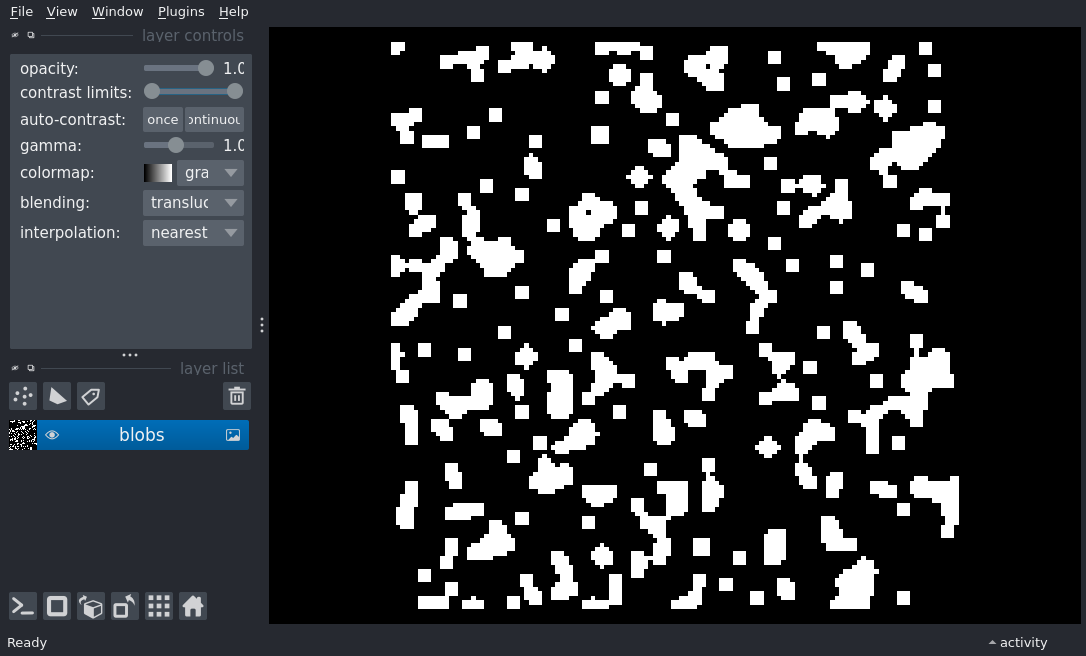 File View Window Plugins Help
layer controls
opacity: 1.0
contrast limits:
auto-contrast: once ontinuou
gamma: 1.0
colormap: gra
blending: transluc
interpolation: nearest
layer list
blobs
Ready
activity